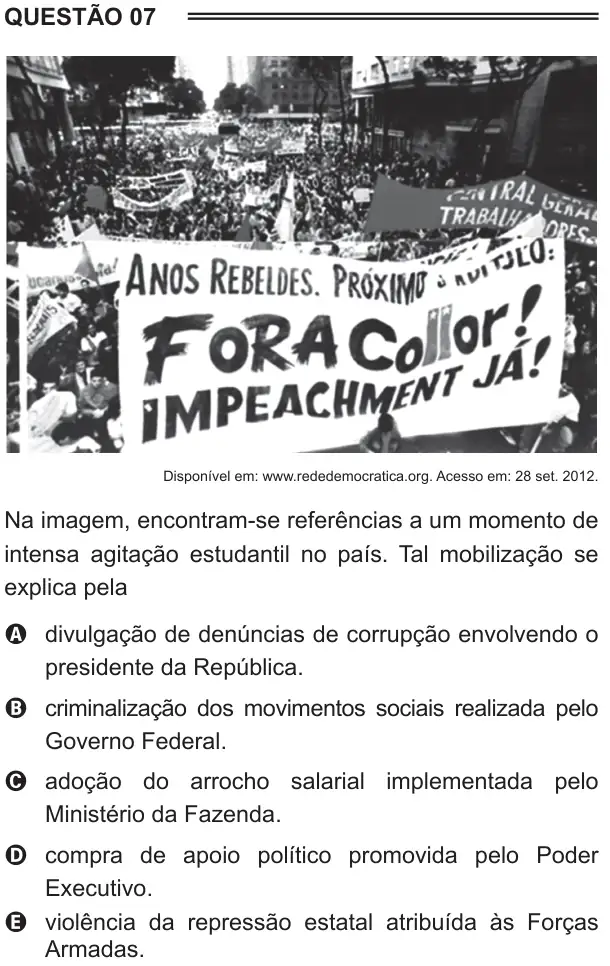 QUESTÃO 07
CENTRAL GERAL
TRABALHADORES
ANOS REBELDES. PRÓXIMO CAPÍTULO:
FORA Collor!
IMPEACHMENT JÁ!
Disponível em: www.rededemocratica.org. Acesso em: 28 set. 2012.
Na imagem, encontram-se referências a um momento de
intensa agitação estudantil no país. Tal mobilização se
explica pela
A divulgação de denúncias de corrupção envolvendo o
presidente da República.
B criminalização dos movimentos sociais realizada pelo
Governo Federal.
C adoção do arrocho salarial implementada pelo
Ministério da Fazenda.
D compra de apoio político promovida pelo Poder
Executivo.
E violência da repressão estatal atribuída às Forças
Armadas.